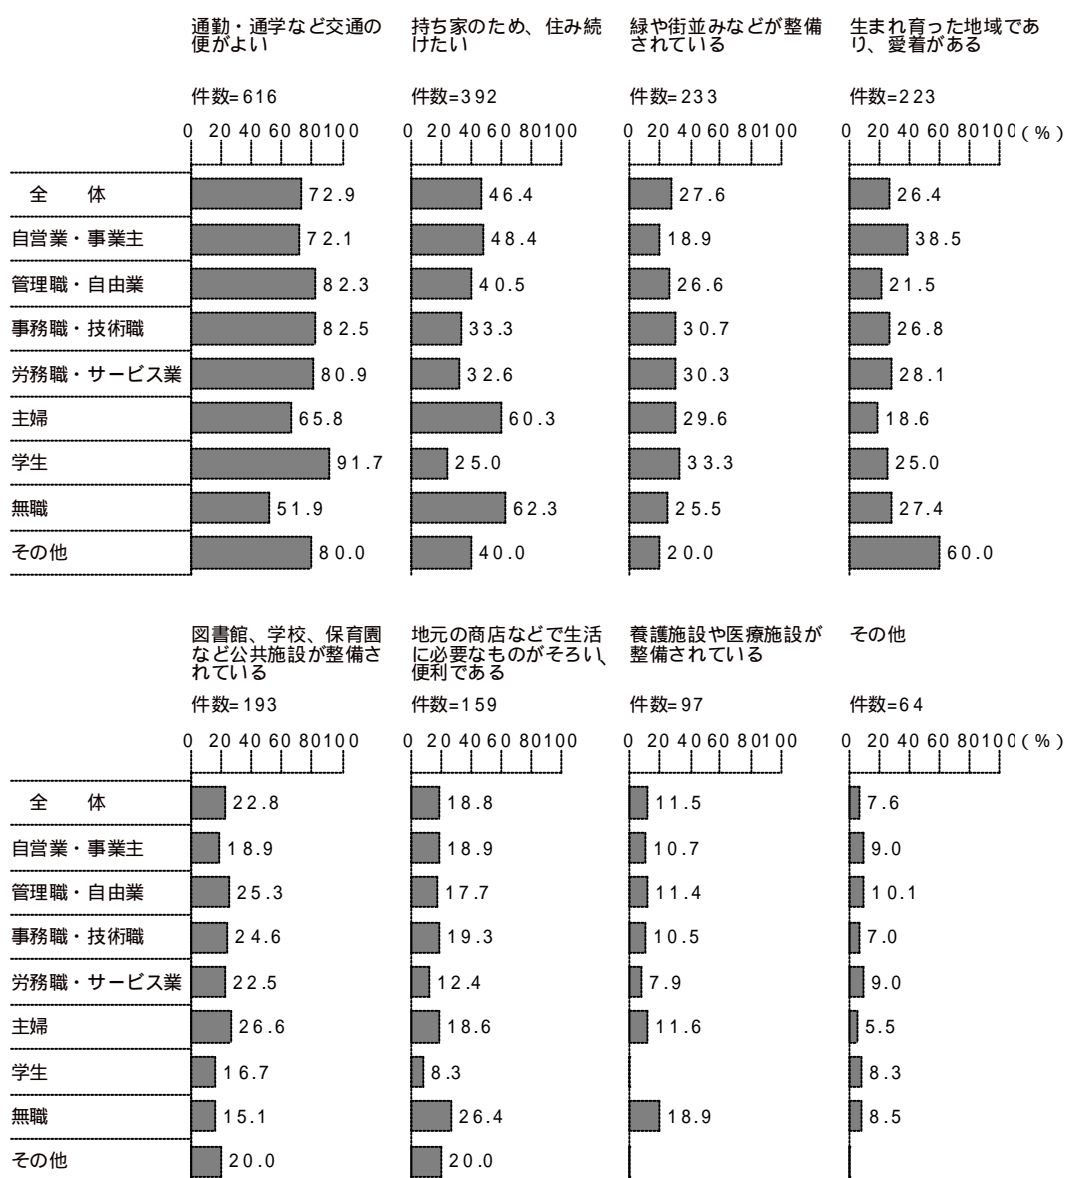 通勤・通学など交通の
便がよい
持ち家のため、住み続
けたい
緑や街並みなどが整備
されている
生まれ育った地域であ
り、愛着がある
件数=616 件数=392 件数=233 件数=223
0 20 40 60 80100 0 20 40 60 80100 0 20 40 60 80100 0 20 40 60 80100 (%)
全 体 72.9 46.4 27.6 26.4
自営業・事業主 72.1 48.4 18.9 38.5
管理職・自由業 82.3 40.5 26.6 21.5
事務職・技術職 82.5 33.3 30.7 26.8
労務職・サービス業 80.9 32.6 30.3 28.1
主婦 65.8 60.3 29.6 18.6
学生 91.7 25.0 33.3 25.0
無職 51.9 62.3 25.5 27.4
その他 80.0 40.0 20.0 60.0
図書館、学校、保育園
など公共施設が整備さ
れている
地元の商店などで生活
に必要なものがそろい、
便利である
養護施設や医療施設が
整備されている
その他
件数=193 件数=159 件数=97 件数=64
0 20 40 60 80100 0 20 40 60 80100 0 20 40 60 80100 0 20 40 60 80100 (%)
全 体 22.8 18.8 11.5 7.6
自営業・事業主 18.9 18.9 10.7 9.0
管理職・自由業 25.3 17.7 11.4 10.1
事務職・技術職 24.6 19.3 10.5 7.0
労務職・サービス業 22.5 12.4 7.9 9.0
主婦 26.6 18.6 11.6 5.5
学生 16.7 8.3 8.3
無職 15.1 26.4 18.9 8.5
その他 20.0 20.0